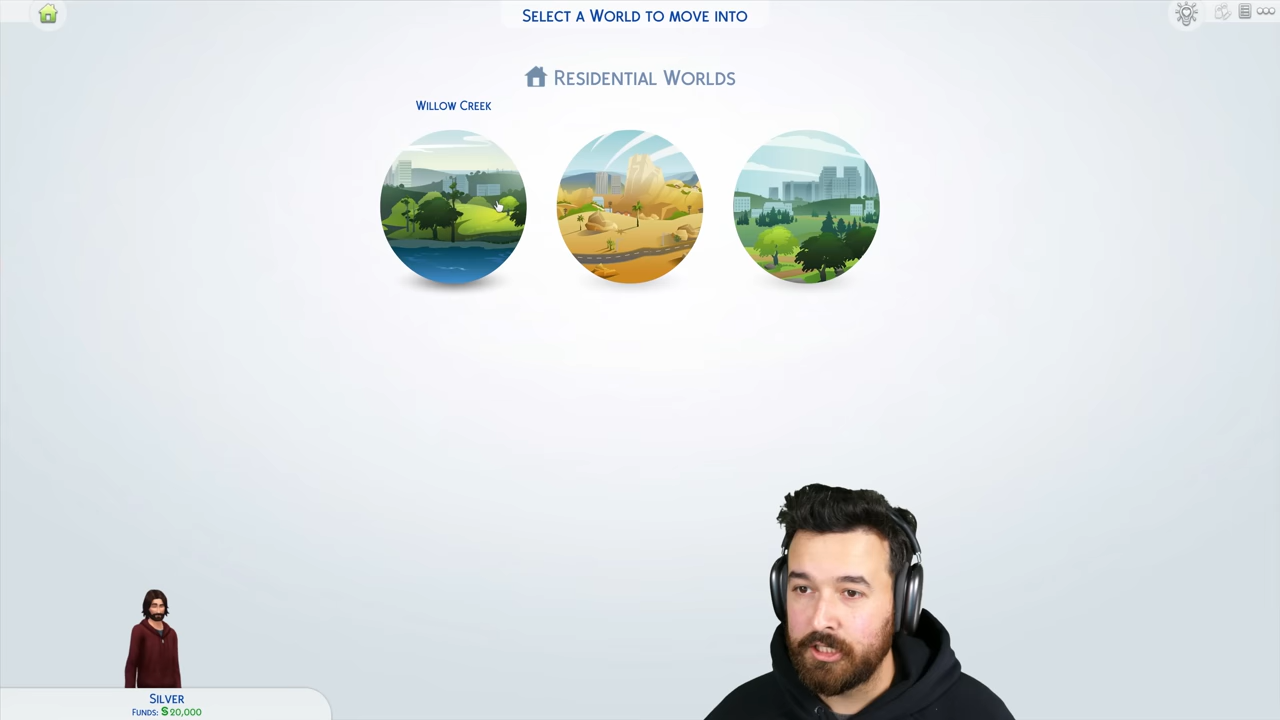 SELECT A WORLD TO MOVE INTO
RESIDENTIAL WORLDS
WILLOW CREEK
SILVER
FUNDS: $20,000